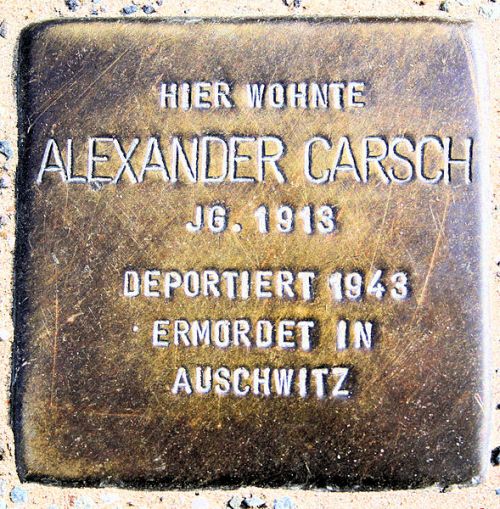 HIER WOHNTE
ALEXANDER CARSCH
JG. 1913
DEPORTIERT 1943
ERMORDET IN
AUSCHWITZ